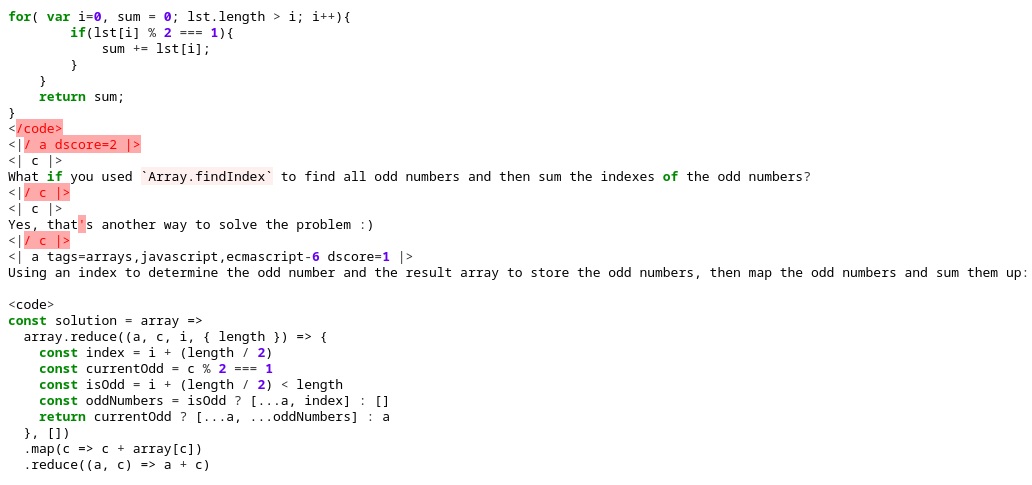 for( var i=0, sum = 0; lst.length > i; i++){
        if(lst[i] % 2 === 1){
            sum += lst[i];
        }
    }
    return sum;
}
</code>
<|/ a dscore=2 |>
<| c |>
What if you used `Array.findIndex` to find all odd numbers and then sum the indexes of the odd numbers?
<|/ c |>
<| c |>
Yes, that's another way to solve the problem :)
<|/ c |>
<| a tags=arrays,javascript,ecmascript-6 dscore=1 |>
Using an index to determine the odd number and the result array to store the odd numbers, then map the odd numbers and sum them up:

<code>
const solution = array =>
  array.reduce((a, c, i, { length }) => {
    const index = i + (length / 2)
    const currentOdd = c % 2 === 1
    const isOdd = i + (length / 2) < length
    const oddNumbers = isOdd ? [...a, index] : []
    return currentOdd ? [...a, ...oddNumbers] : a
  }, [])
  .map(c => c + array[c])
  .reduce((a, c) => a + c)